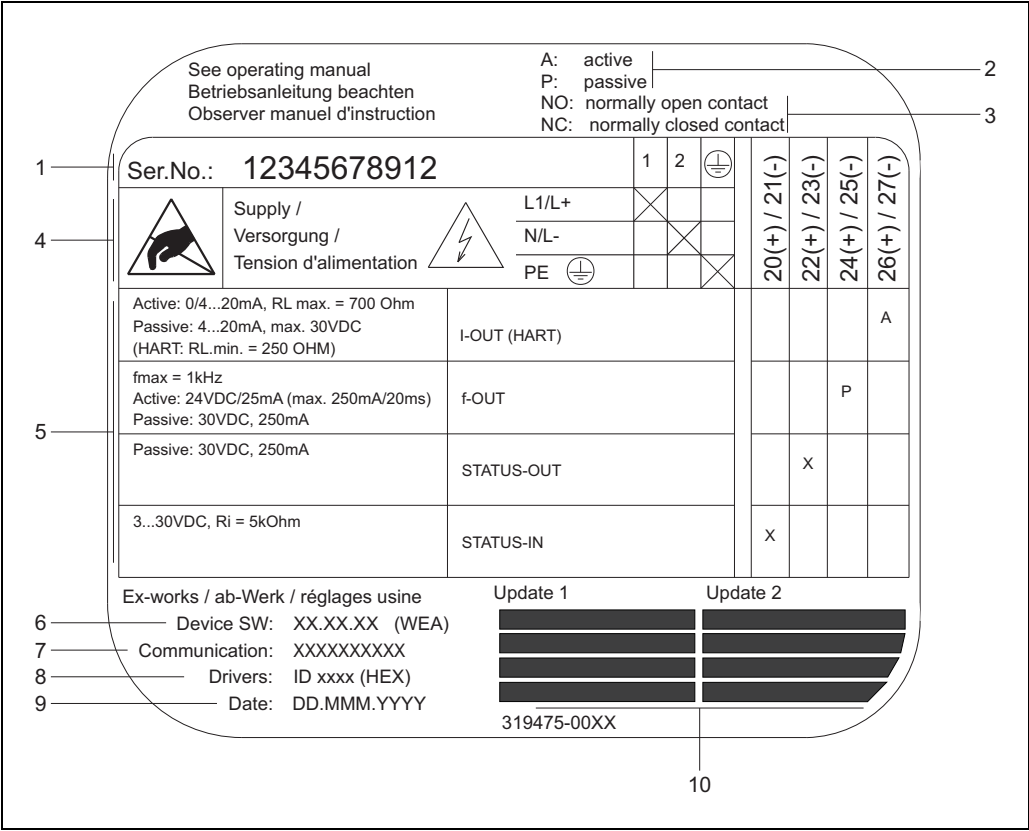 See operating manual
Betriebsanleitung beachten
Observer manuel d'instruction
A: active
P: passive
NO: normally open contact
NC: normally closed contact
2
3
1
Ser.No.: 12345678912
1 2
20(+) / 21(-)
22(+) / 23(-)
24(+) / 25(-)
26(+) / 27(-)
4
Supply /
Versorgung /
Tension d'alimentation
L1/L+
N/L-
PE
5
Active: 0/4...20mA, RL max. = 700 Ohm
Passive: 4...20mA, max. 30VDC
(HART: RL.min. = 250 OHM)
I-OUT (HART)
A
fmax = 1kHz
Active: 24VDC/25mA (max. 250mA/20ms)
Passive: 30VDC, 250mA
f-OUT
P
Passive: 30VDC, 250mA
STATUS-OUT
X
3...30VDC, Ri = 5kOhm
STATUS-IN
X
Ex-works / ab-Werk / réglages usine
6
Device SW: XX.XX.XX (WEA)
7
Communication: XXXXXXXXXX
8
Drivers: ID xxxx (HEX)
9
Date: DD.MMM.YYYY
Update 1
Update 2
319475-00XX
10